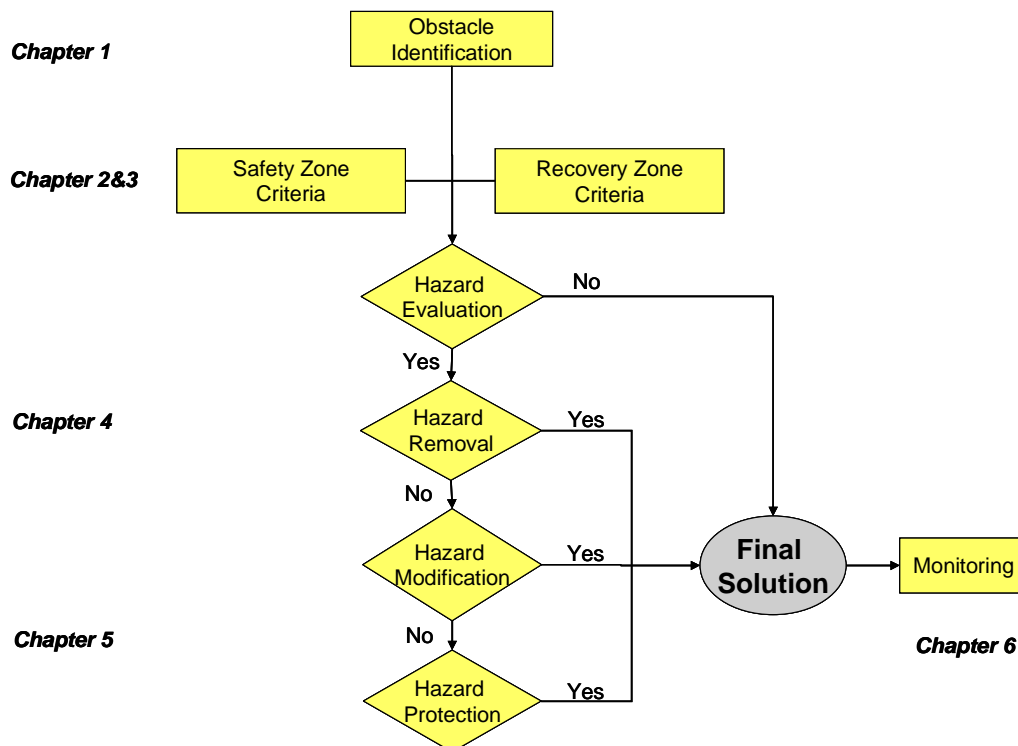 Obstacle
Identification
Chapter 1
Chapter 2&3
Safety Zone
Criteria
Recovery Zone
Criteria
Hazard
Evaluation
No
Yes
Chapter 4
Hazard
Removal
Yes
No
Hazard
Modification
Yes
Final
Solution
Monitoring
No
Chapter 5
Chapter 6
Hazard
Protection
Yes